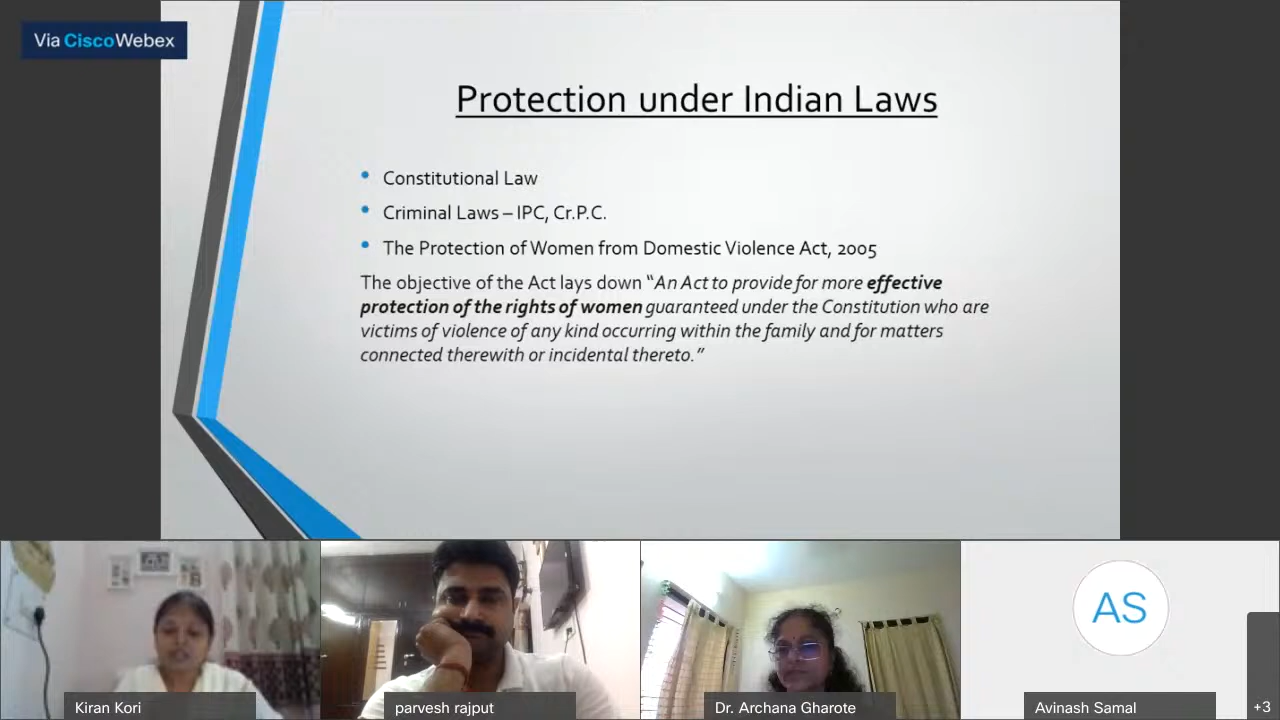 Via CiscoWebex
Protection under Indian Laws
• Constitutional Law
• Criminal Laws – IPC, Cr.P.C.
• The Protection of Women from Domestic Violence Act, 2005
The objective of the Act lays down “An Act to provide for more effective
protection of the rights of women guaranteed under the Constitution who are
victims of violence of any kind occurring within the family and for matters
connected therewith or incidental thereto.”
AS
Kiran Kori
parvesh rajput
Dr. Archana Gharote
Avinash Samal
+3